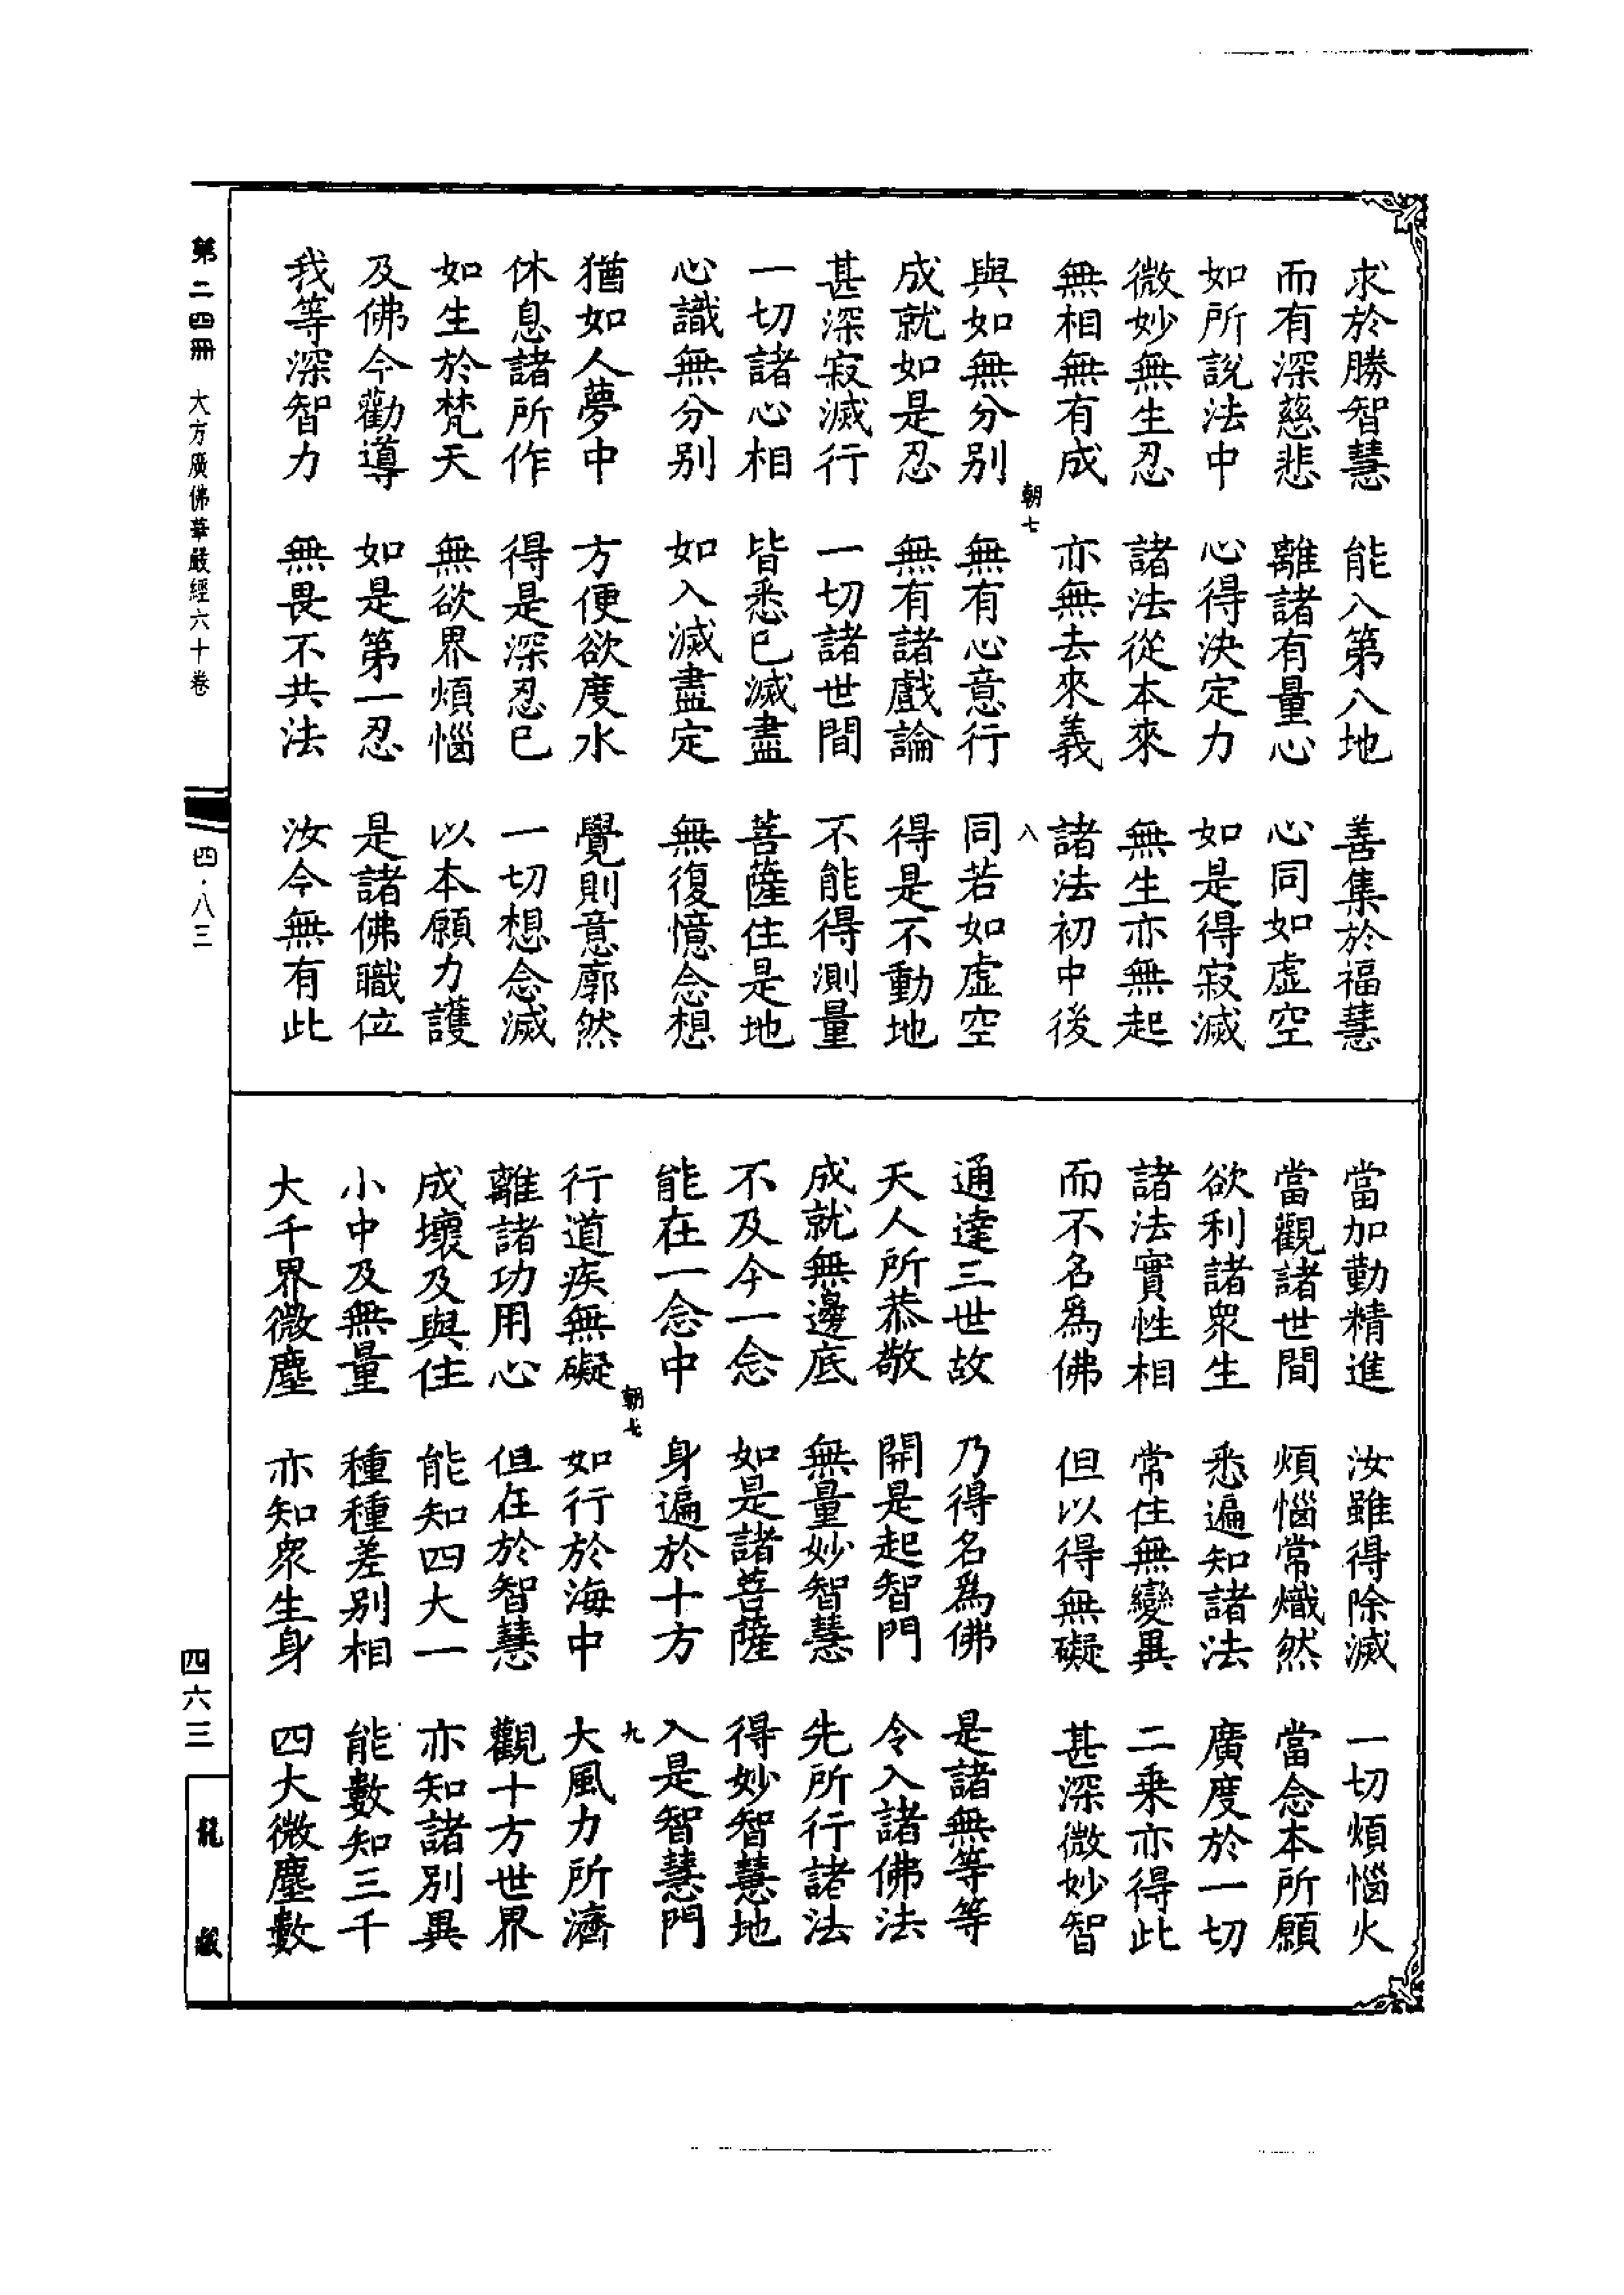 求於勝智慧　能入第八地　善集於福慧
而有深慈悲　離諸有量心　心同如虛空
如所說法中　心得決定力　如是得寂滅
微妙無生忍　諸法從本來　無生亦無起
無相無有成　亦無去來義　諸法初中後
朝七　八
與如無分別　無有心意行　同若如虛空
成就如是忍　無有諸戲論　得是不動地
甚深寂滅行　一切諸世間　不能得測量
一切諸心相　皆悉已滅盡　菩薩住是地
心識無分別　如入滅盡定　無復憶念想
猶如人夢中　方便欲度水　覺則意廓然
休息諸所作　得是深忍已　一切想念滅
如生於梵天　無欲界煩惱　以本願力護
及佛今勸導　如是第一忍　是諸佛職位
我等深智力　無畏不共法　汝今無有此
當加勤精進　汝雖得除滅　一切煩惱火
當觀諸世間　煩惱常熾然　當念本所願
欲利諸眾生　悉遍知諸法　廣度於一切
諸法實性相　常住無變異　二乘亦得此
而不名為佛　但以得無礙　甚深微妙智
通達三世故　乃得名為佛　是諸無等等
天人所恭敬　開是起智門　令入諸佛法
成就無邊底　無量妙智慧　先所行諸法
不及今一念　如是諸菩薩　得妙智慧地
能在一念中　身遍於十方　入是智慧門
朝七　九
行道疾無礙　如行於海中　大風力所濟
離諸功用心　但在於智慧　觀十方世界
成壞及與住　能知四大一　亦知諸別異
小中及無量　種種差別相　能數知三千
大千界微塵　亦知眾生身　四大微塵數
第二四冊　大方廣佛華嚴經六十卷　四·八三
四六三
龍藏